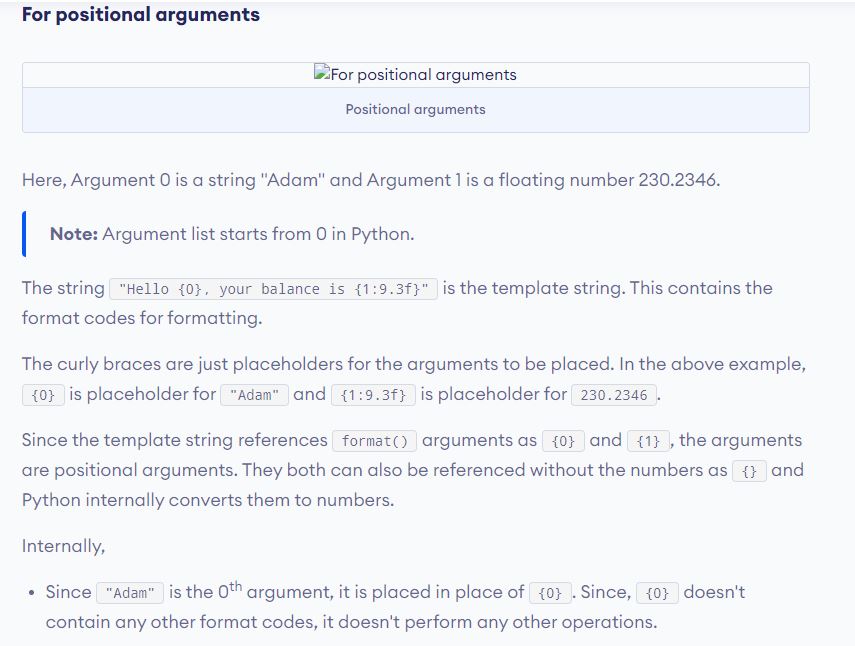 For positional arguments
For positional arguments
Positional arguments
Here, Argument 0 is a string "Adam" and Argument 1 is a floating number 230.2346.
Note: Argument list starts from 0 in Python.
The string "Hello {0}, your balance is {1:9.3f}" is the template string. This contains the
format codes for formatting.
The curly braces are just placeholders for the arguments to be placed. In the above example,
{0} is placeholder for "Adam" and {1:9.3f} is placeholder for 230.2346.
Since the template string references format() arguments as {0} and {1}, the arguments
are positional arguments. They both can also be referenced without the numbers as {} and
Python internally converts them to numbers.
Internally,
• Since "Adam" is the 0th argument, it is placed in place of {0}. Since, {0} doesn't
contain any other format codes, it doesn't perform any other operations.